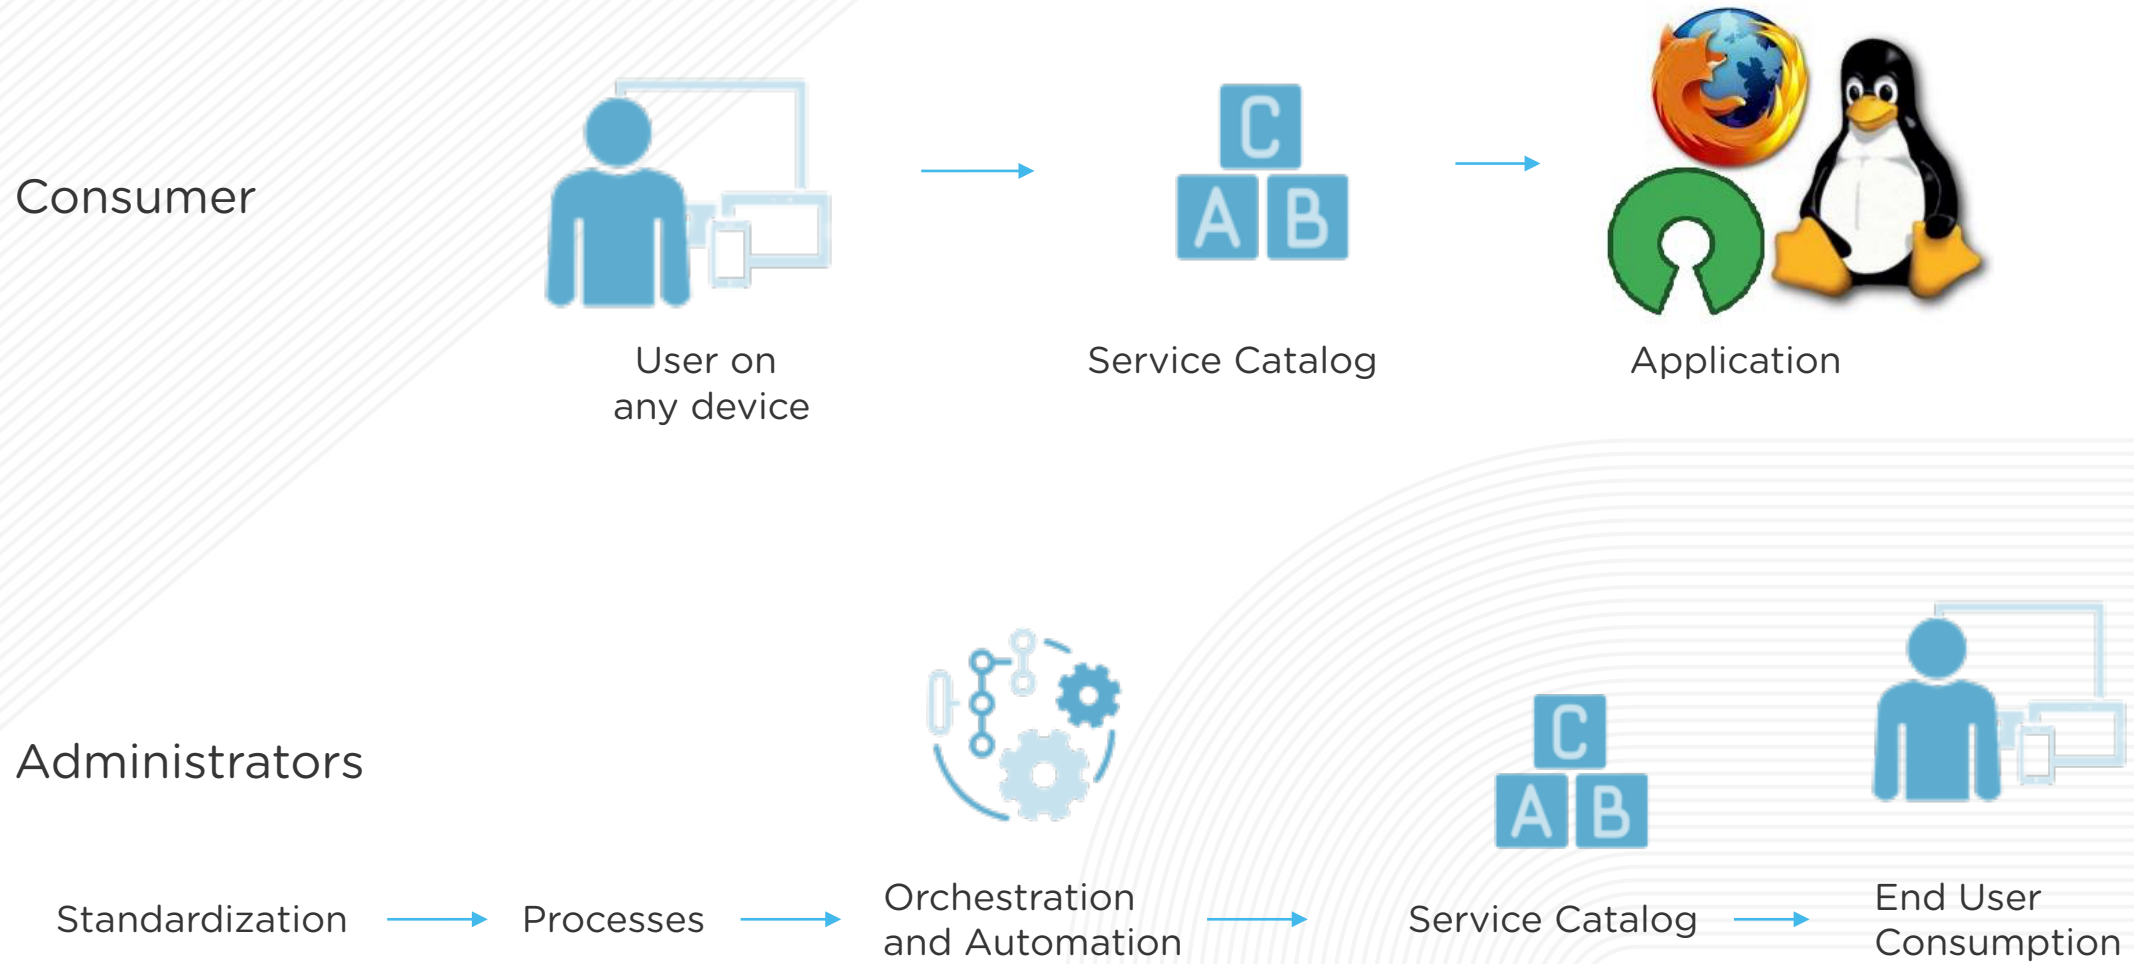 Consumer
C
A B
User on
any device
Service Catalog
Application
Administrators
C
A B
Standardization
Processes
Orchestration
and Automation
Service Catalog
End User
Consumption